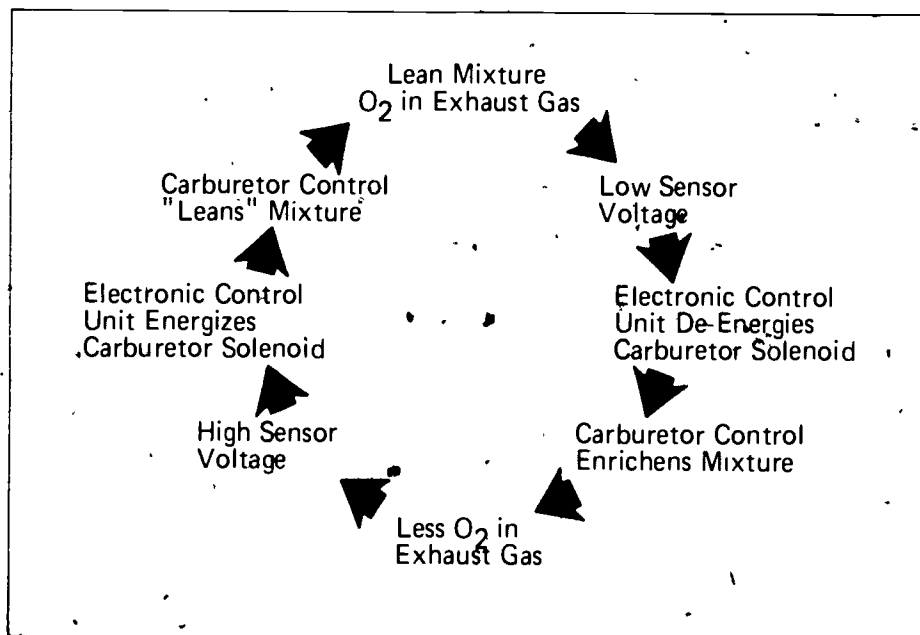 Lean Mixture
O2 in Exhaust Gas
Low Sensor
Voltage
Electronic Control
Unit De-Energies
Carburetor Solenoid
Carburetor Control
Enrichens Mixture
Less O2 in
Exhaust Gas
High Sensor
Voltage
Electronic Control
Unit Energizes
Carburetor Solenoid
Carburetor Control
"Leans" Mixture